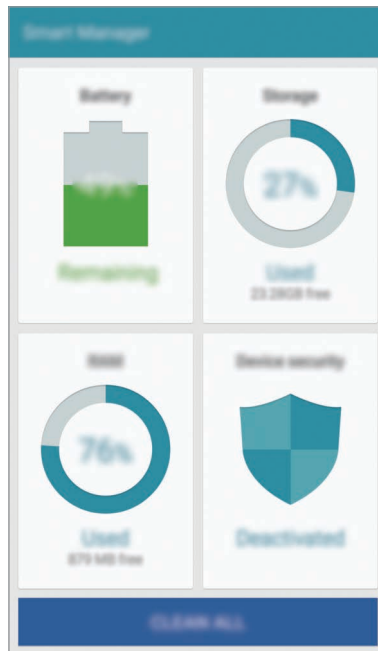 Smart Manager
Battery
49%
Remaining
Storage
27%
Used
23.28GB free
RAM
76%
Used
879 MB free
Device security
Deactivated
CLEAN ALL